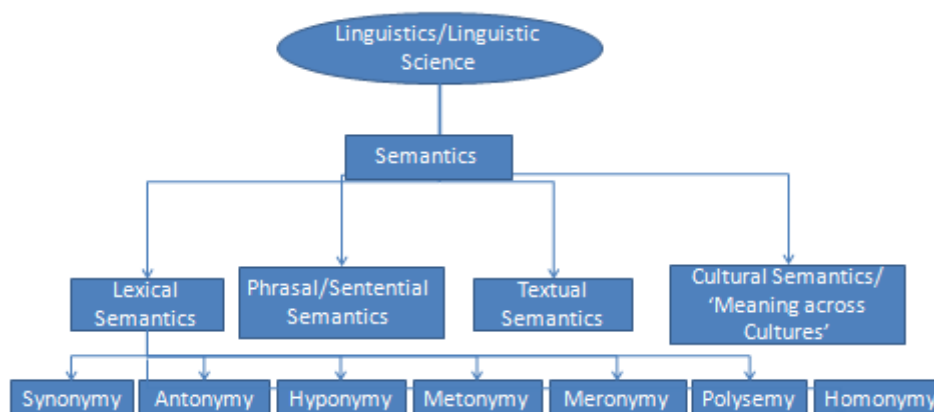 Linguistics/Linguistic
Science
Semantics
Lexical
Semantics
Phrasal/Sentential
Semantics
Textual
Semantics
Cultural Semantics/
‘Meaning across
Cultures’
Synonymy
Antonymy
Hyponymy
Metonymy
Meronymy
Polysemy
Homonymy